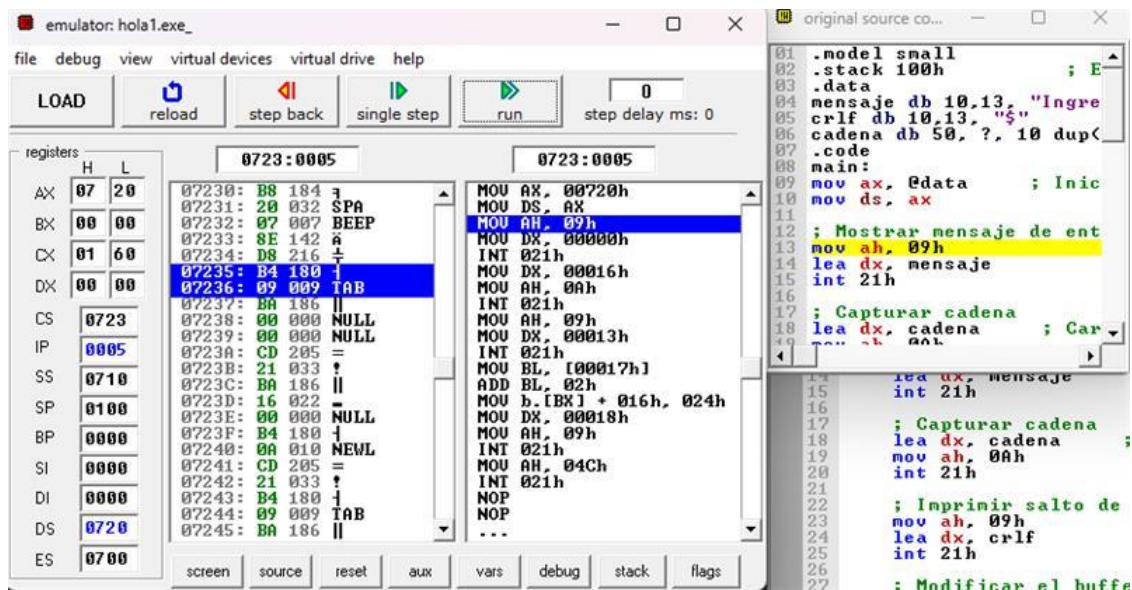 emulator: hola1.exe_
file debug view virtual devices virtual drive help
LOAD reload step back single step run 0 step delay ms: 0
registers
H L
AX 07 20
BX 00 00
CX 01 60
DX 00 00
CS 0723
IP 0005
SS 0710
SP 0100
BP 0000
SI 0000
DI 0000
DS 0720
ES 0700
0723:0005
07230: B8 184 ╕
07231: 20 032 SPA
07232: 07 007 BEEP
07233: 8E 142 Ä
07234: D8 216 ╪
07235: B4 180 ┤
07236: 09 009 TAB
07237: BA 186 ║
07238: 00 000 NULL
07239: 00 000 NULL
0723A: CD 205 =
0723B: 21 033 !
0723C: BA 186 ║
0723D: 16 022 ▬
0723E: 00 000 NULL
0723F: B4 180 ┤
07240: 0A 010 NEWL
07241: CD 205 =
07242: 21 033 !
07243: B4 180 ┤
07244: 09 009 TAB
07245: BA 186 ║
0723:0005
MOV AX, 00720h
MOV DS, AX
MOV AH, 09h
MOV DX, 00000h
INT 021h
MOV DX, 00016h
MOV AH, 0Ah
INT 021h
MOV AH, 09h
MOV DX, 00013h
INT 021h
MOV BL, [00017h]
ADD BL, 02h
MOV b.[BX] + 016h, 024h
MOV DX, 00018h
MOV AH, 09h
INT 021h
MOV AH, 04Ch
INT 021h
NOP
NOP
...
screen source reset aux vars debug stack flags
original source co...
01 .model small
02 .stack 100h ; E
03 .data
04 mensaje db 10,13, "Ingre
05 crlf db 10,13, "$"
06 cadena db 50, ?, 10 dup(
07 .code
08 main:
09 mov ax, @data ; Inic
10 mov ds, ax
11
12 ; Mostrar mensaje de ent
13 mov ah, 09h
14 lea dx, mensaje
15 int 21h
16
17 ; Capturar cadena
18 lea dx, cadena ; Car
19 mov ah, 0Ah
14 lea dx, mensaje
15 int 21h
16
17 ; Capturar cadena
18 lea dx, cadena ;
19 mov ah, 0Ah
20 int 21h
21
22 ; Imprimir salto de
23 mov ah, 09h
24 lea dx, crlf
25 int 21h
26
27 ; Modificar el buffe